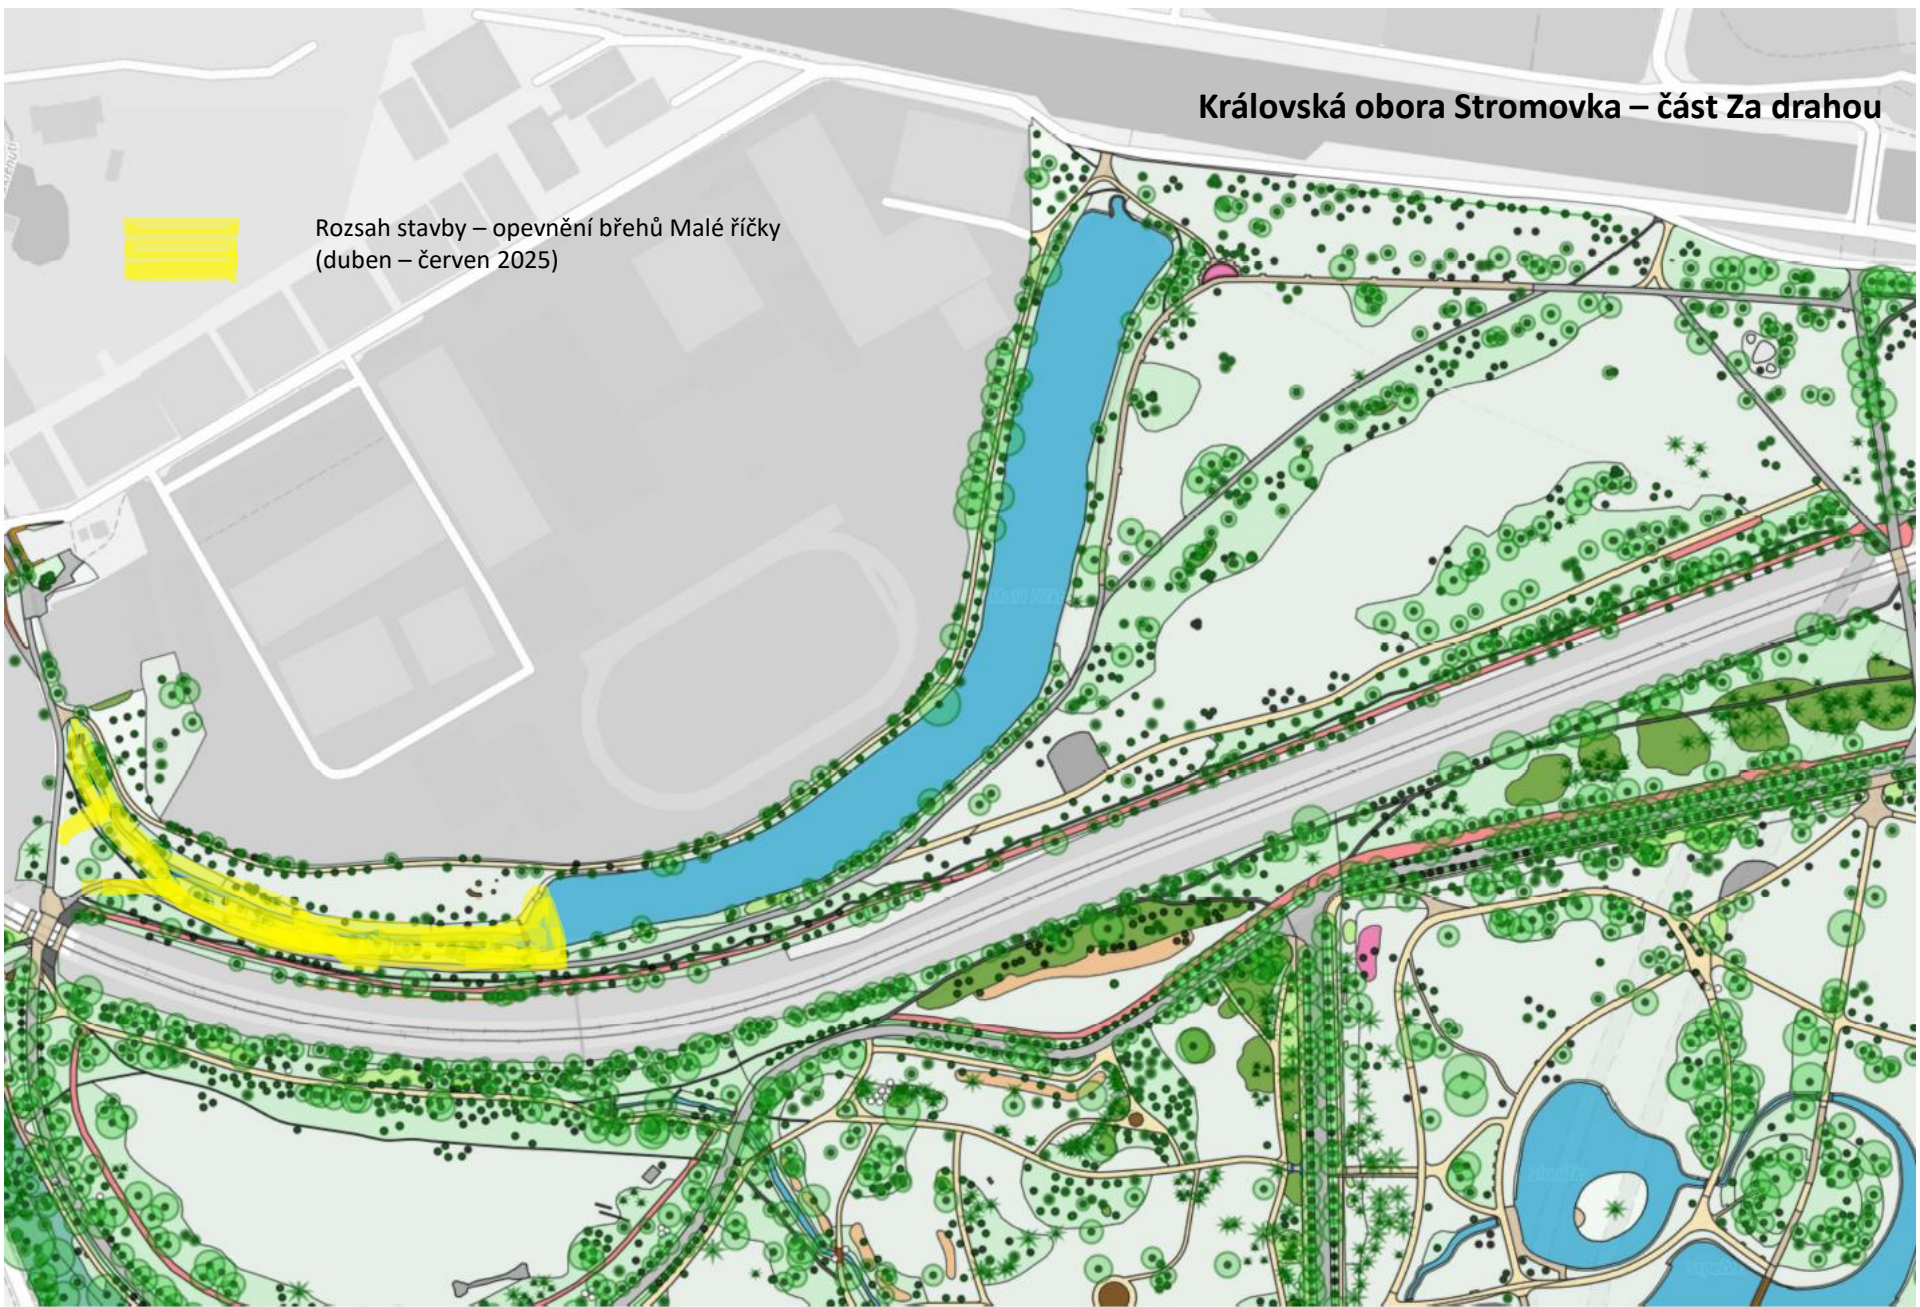 Královská obora Stromovka – část Za drahou
Rozsah stavby – opevnění břehů Malé říčky
(duben – červen 2025)